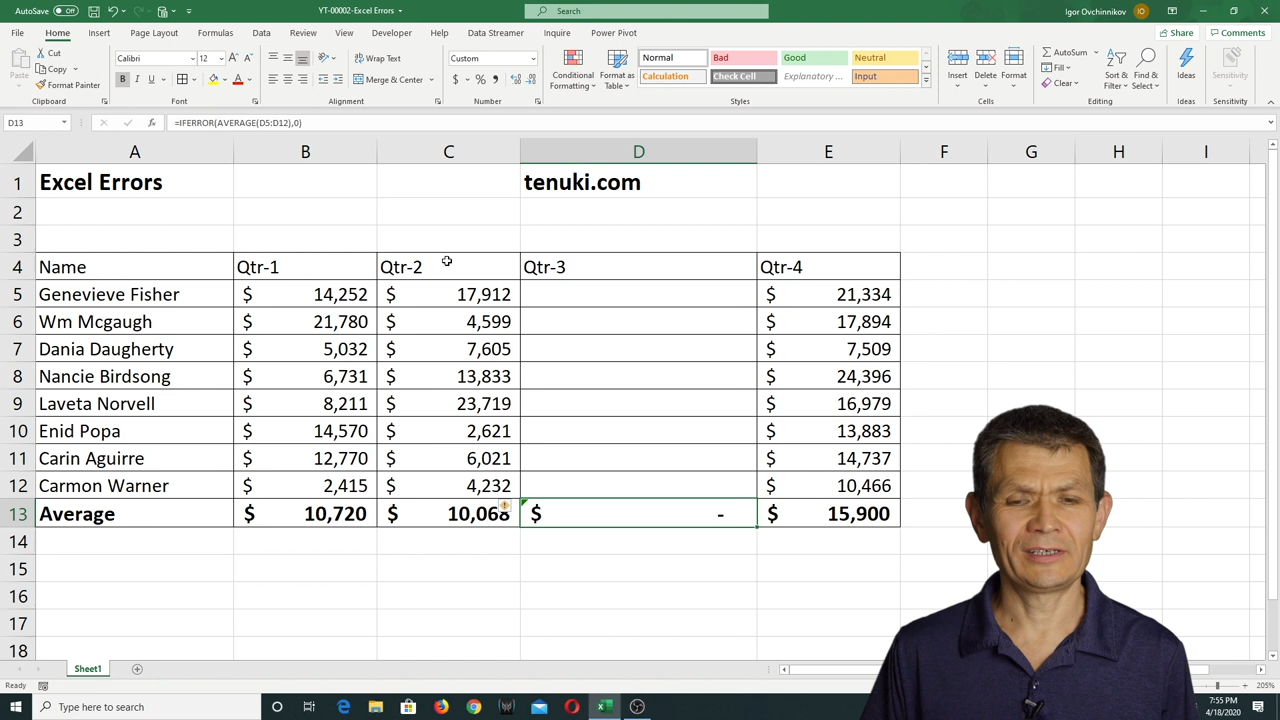 AutoSave Off
YT-00002-Excel Errors
Search
Igor Ovchinnikov
IO
File Home Insert Page Layout Formulas Data Review View Developer Help Data Streamer Inquire Power Pivot
Share Comments
Paste
Cut
Copy
Format Painter
Clipboard
Calibri 12
B I U
Font
Merge & Center
Alignment
Custom
$ % ,
Number
Conditional Formatting
Format as Table
Normal Bad Good Neutral
Calculation Check Cell Explanatory ... Input
Styles
Insert Delete Format
Cells
AutoSum
Fill
Clear
Sort & Filter
Find & Select
Editing
Ideas
Ideas
Sensitivity
Sensitivity
D13 fx =IFERROR(AVERAGE(D5:D12),0)
A B C D E F G H I
1 Excel Errors tenuki.com
2
3
4 Name Qtr-1 Qtr-2 Qtr-3 Qtr-4
5 Genevieve Fisher $ 14,252 $ 17,912 $ 21,334
6 Wm Mcgaugh $ 21,780 $ 4,599 $ 17,894
7 Dania Daugherty $ 5,032 $ 7,605 $ 7,509
8 Nancie Birdsong $ 6,731 $ 13,833 $ 24,396
9 Laveta Norvell $ 8,211 $ 23,719 $ 16,979
10 Enid Popa $ 14,570 $ 2,621 $ 13,883
11 Carin Aguirre $ 12,770 $ 6,021 $ 14,737
12 Carmon Warner $ 2,415 $ 4,232 $ 10,466
13 Average $ 10,720 $ 10,068 $ - $ 15,900
14
15
16
17
18
Sheet1
Ready
205%
Type here to search
7:55 PM
4/18/2020